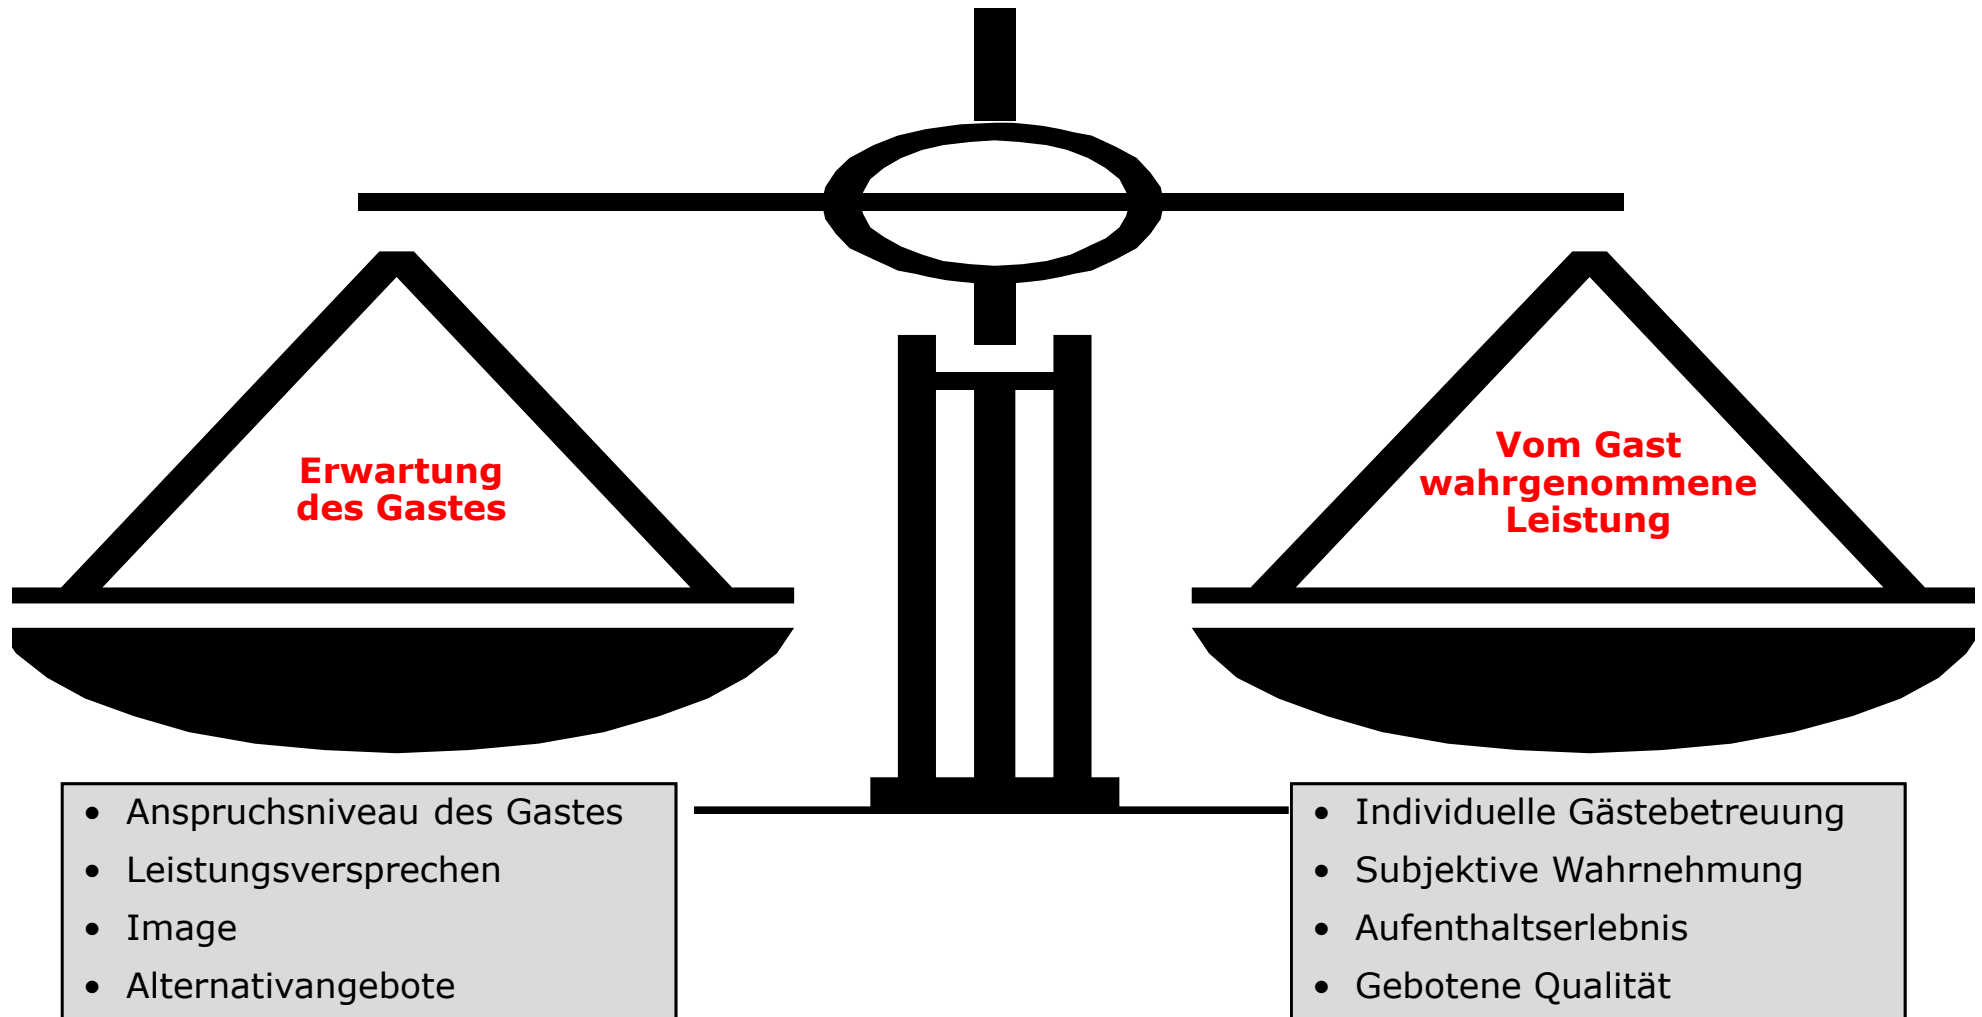 Erwartung
des Gastes
Vom Gast
wahrgenommene
Leistung
• Anspruchsniveau des Gastes
• Leistungsversprechen
• Image
• Alternativangebote
• Individuelle Gästebetreuung
• Subjektive Wahrnehmung
• Aufenthaltserlebnis
• Gebotene Qualität